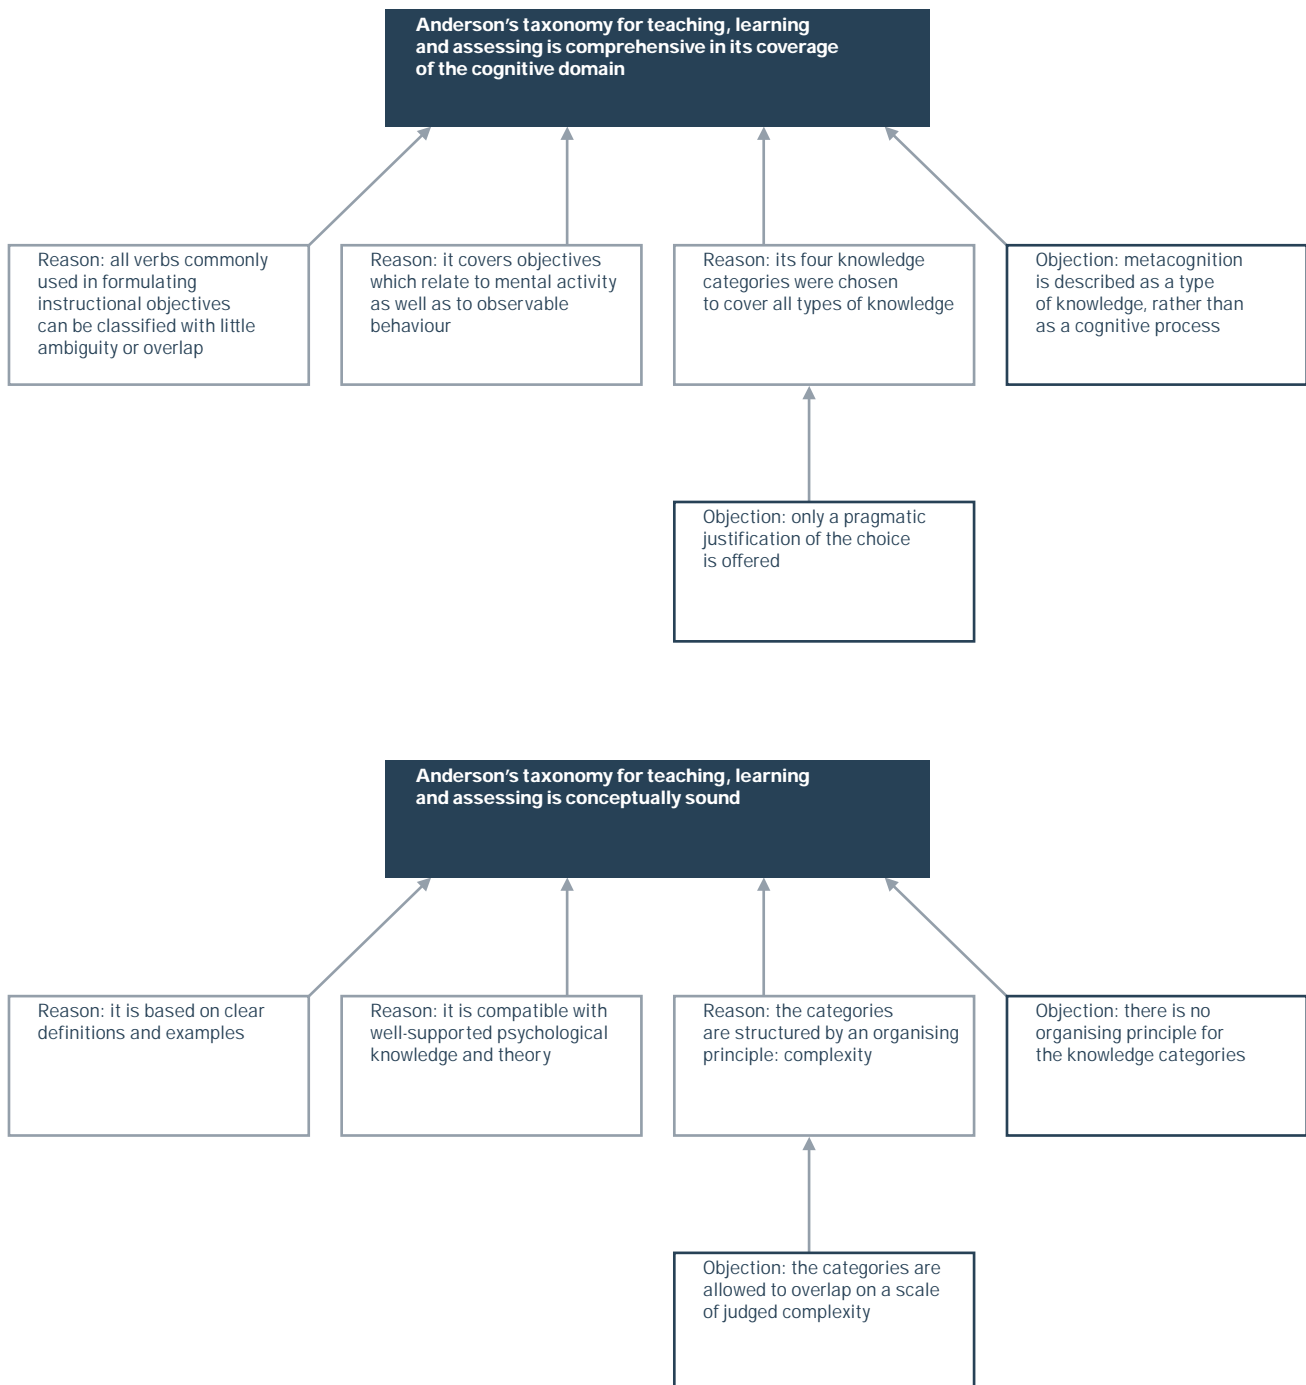 Anderson’s taxonomy for teaching, learning
and assessing is comprehensive in its coverage
of the cognitive domain
Reason: all verbs commonly
used in formulating
instructional objectives
can be classified with little
ambiguity or overlap
Reason: it covers objectives
which relate to mental activity
as well as to observable
behaviour
Reason: its four knowledge
categories were chosen
to cover all types of knowledge
Objection: metacognition
is described as a type
of knowledge, rather than
as a cognitive process
Objection: only a pragmatic
justification of the choice
is offered
Anderson’s taxonomy for teaching, learning
and assessing is conceptually sound
Reason: it is based on clear
definitions and examples
Reason: it is compatible with
well-supported psychological
knowledge and theory
Reason: the categories
are structured by an organising
principle: complexity
Objection: there is no
organising principle for
the knowledge categories
Objection: the categories are
allowed to overlap on a scale
of judged complexity